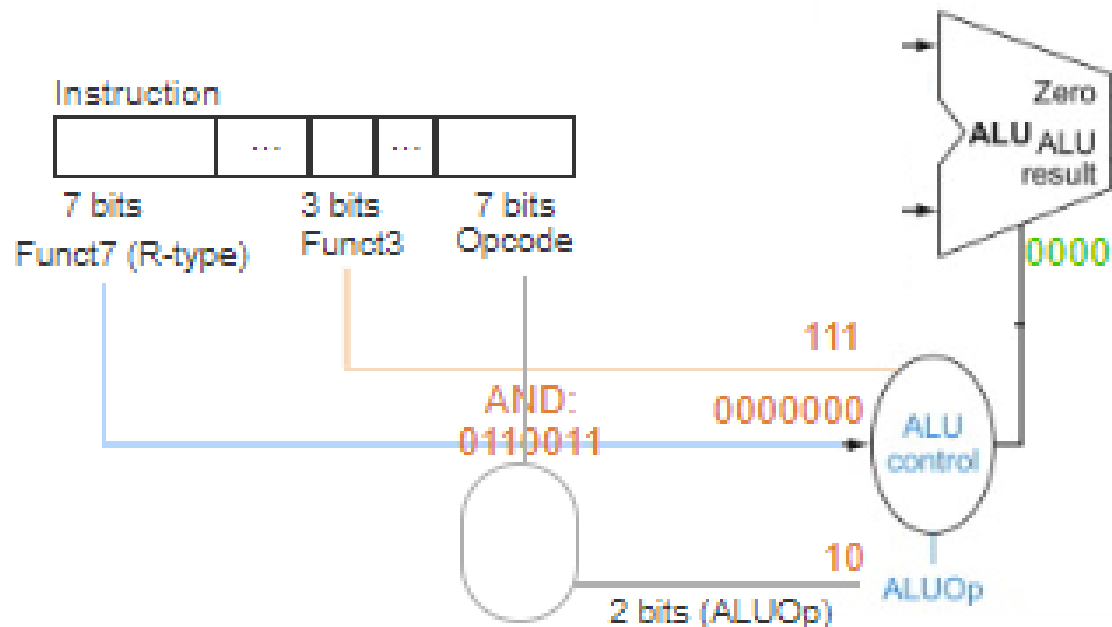 Instruction
... ...
7 bits 3 bits 7 bits
Funct7 (R-type) Funct3 Opcode
Zero
ALU ALU
result
0000
111
AND:
0110011
0000000
ALU
control
10
2 bits (ALUOp)
ALUOp